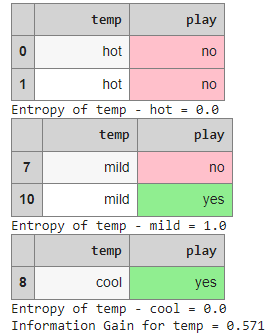 temp play
0 hot no
1 hot no
Entropy of temp - hot = 0.0
temp play
7 mild no
10 mild yes
Entropy of temp - mild = 1.0
temp play
8 cool yes
Entropy of temp - cool = 0.0
Information Gain for temp = 0.571